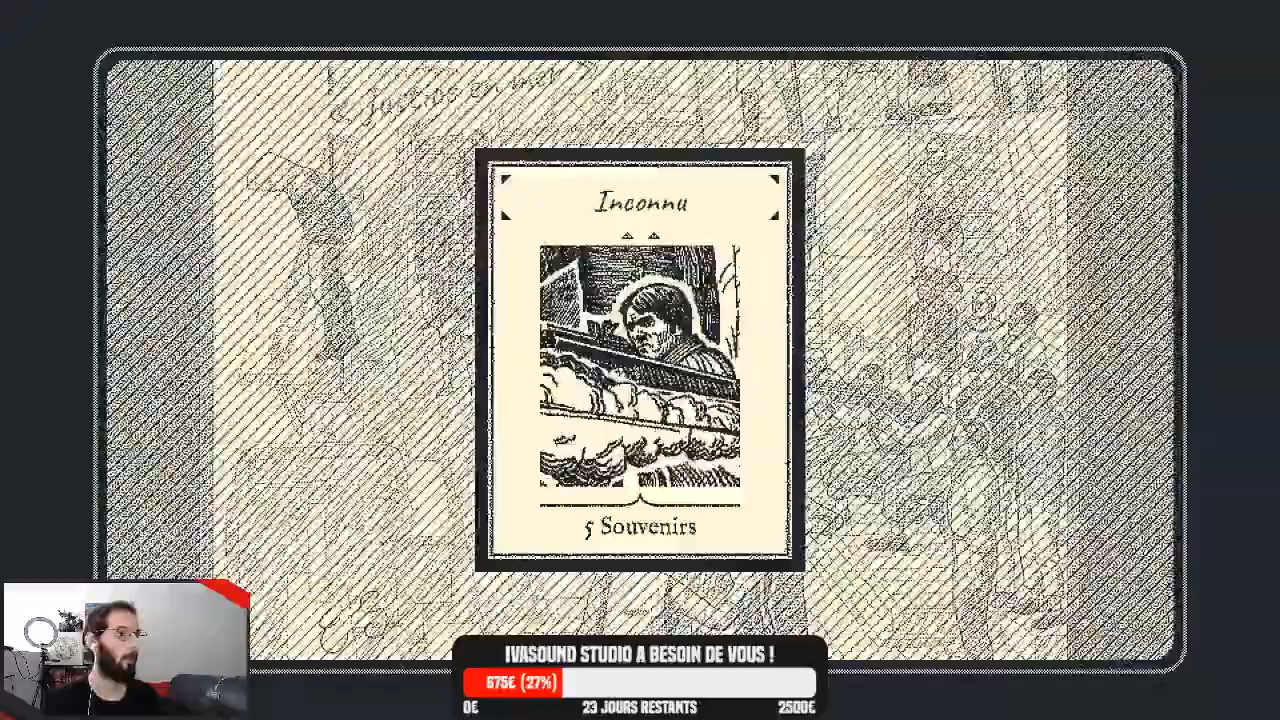 Inconnu
5 Souvenirs
IVASOUND STUDIO A BESOIN DE VOUS !
675€ (27%)
0€ 23 JOURS RESTANTS 2500€